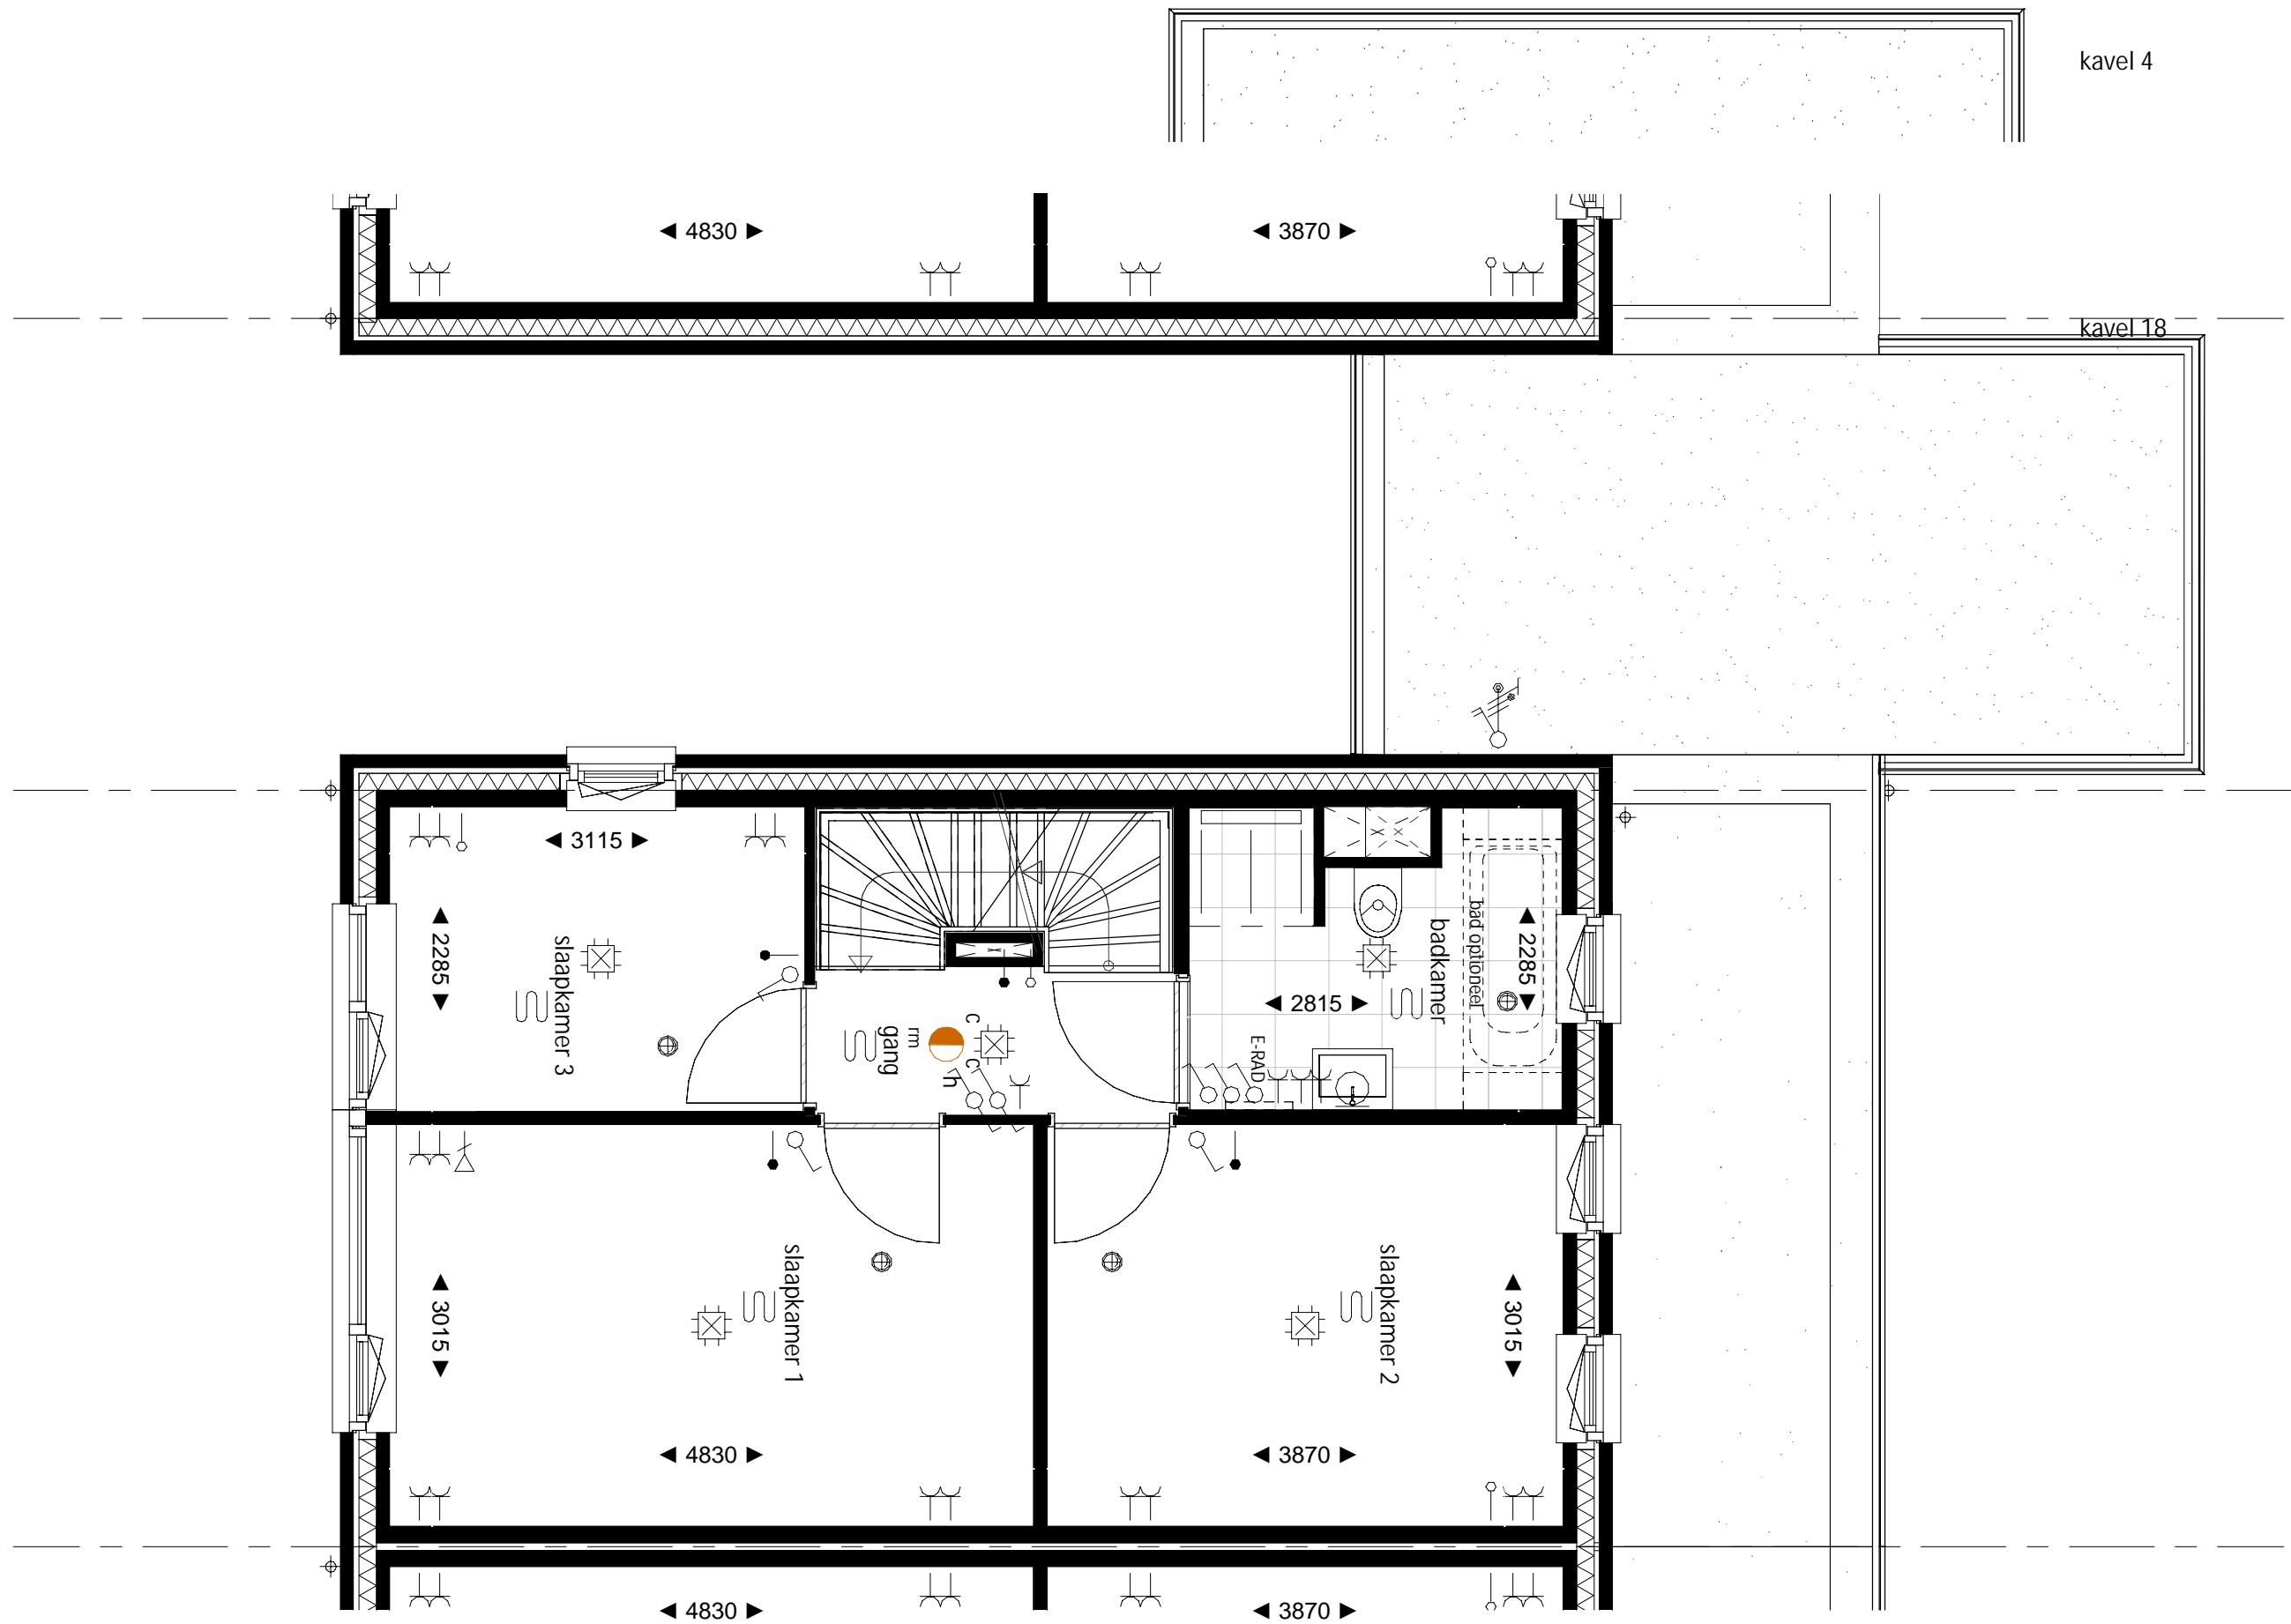 kavel 4
◄ 4830 ►
◄ 3870 ►
kavel 18
◄ 3115 ►
◄ 2285 ►
slaapkamer 3
gang
rm
c
c
h
badkamer
bad optioneel
◄ 2285 ►
◄ 2815 ►
E-RAD
◄ 3015 ►
slaapkamer 1
slaapkamer 2
◄ 3015 ►
◄ 4830 ►
◄ 3870 ►
◄ 4830 ►
◄ 3870 ►